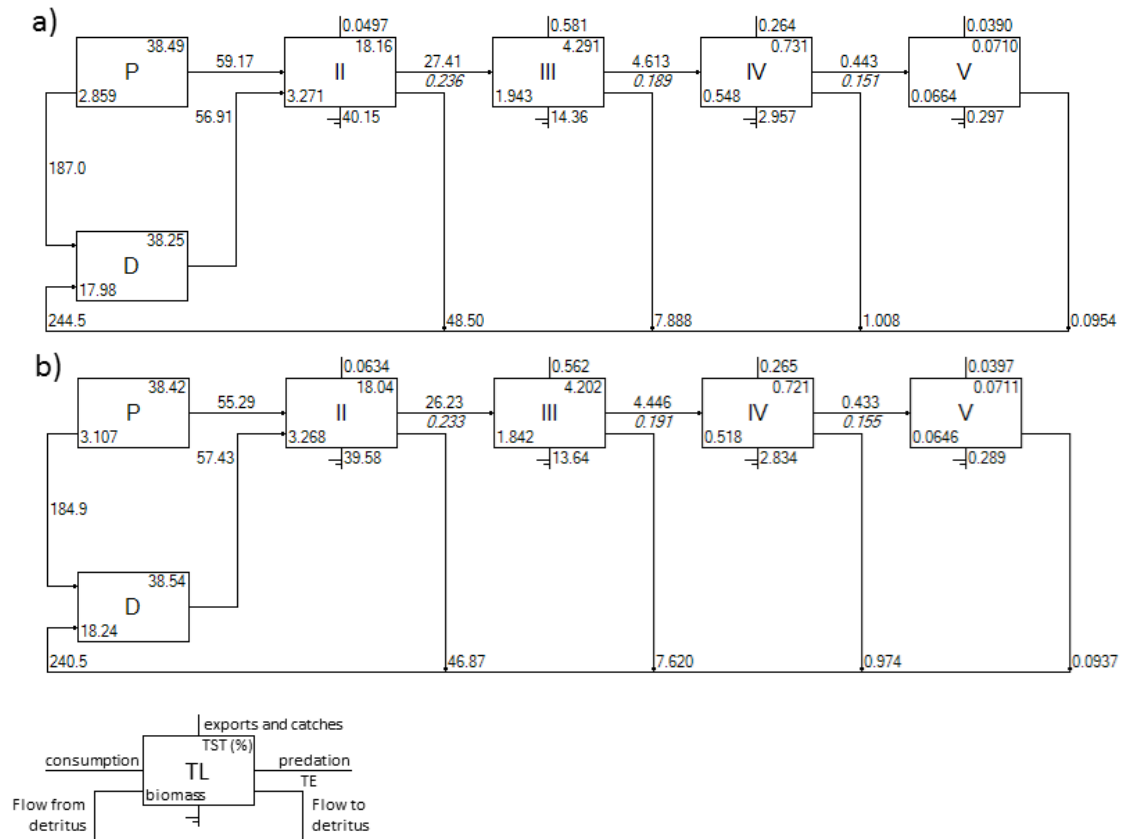 a)
0.0497 0.581 0.264 0.0390
38.49 59.17 18.16 27.41 4.291 4.613 0.731 0.443 0.0710
P II 0.236 III 0.189 IV 0.151 V
2.859 3.271 1.943 0.548 0.0664
56.91 40.15 14.36 2.957 0.297
187.0
38.25
D
17.98
244.5 48.50 7.888 1.008 0.0954
b)
0.0634 0.562 0.265 0.0397
38.42 55.29 18.04 26.23 4.202 4.446 0.721 0.433 0.0711
P II 0.233 III 0.191 IV 0.155 V
3.107 3.268 1.842 0.518 0.0646
57.43 39.58 13.64 2.834 0.289
184.9
38.54
D
18.24
240.5 46.87 7.620 0.974 0.0937
exports and catches
TST (%)
consumption TL predation
TE
biomass
Flow from detritus
Flow to detritus